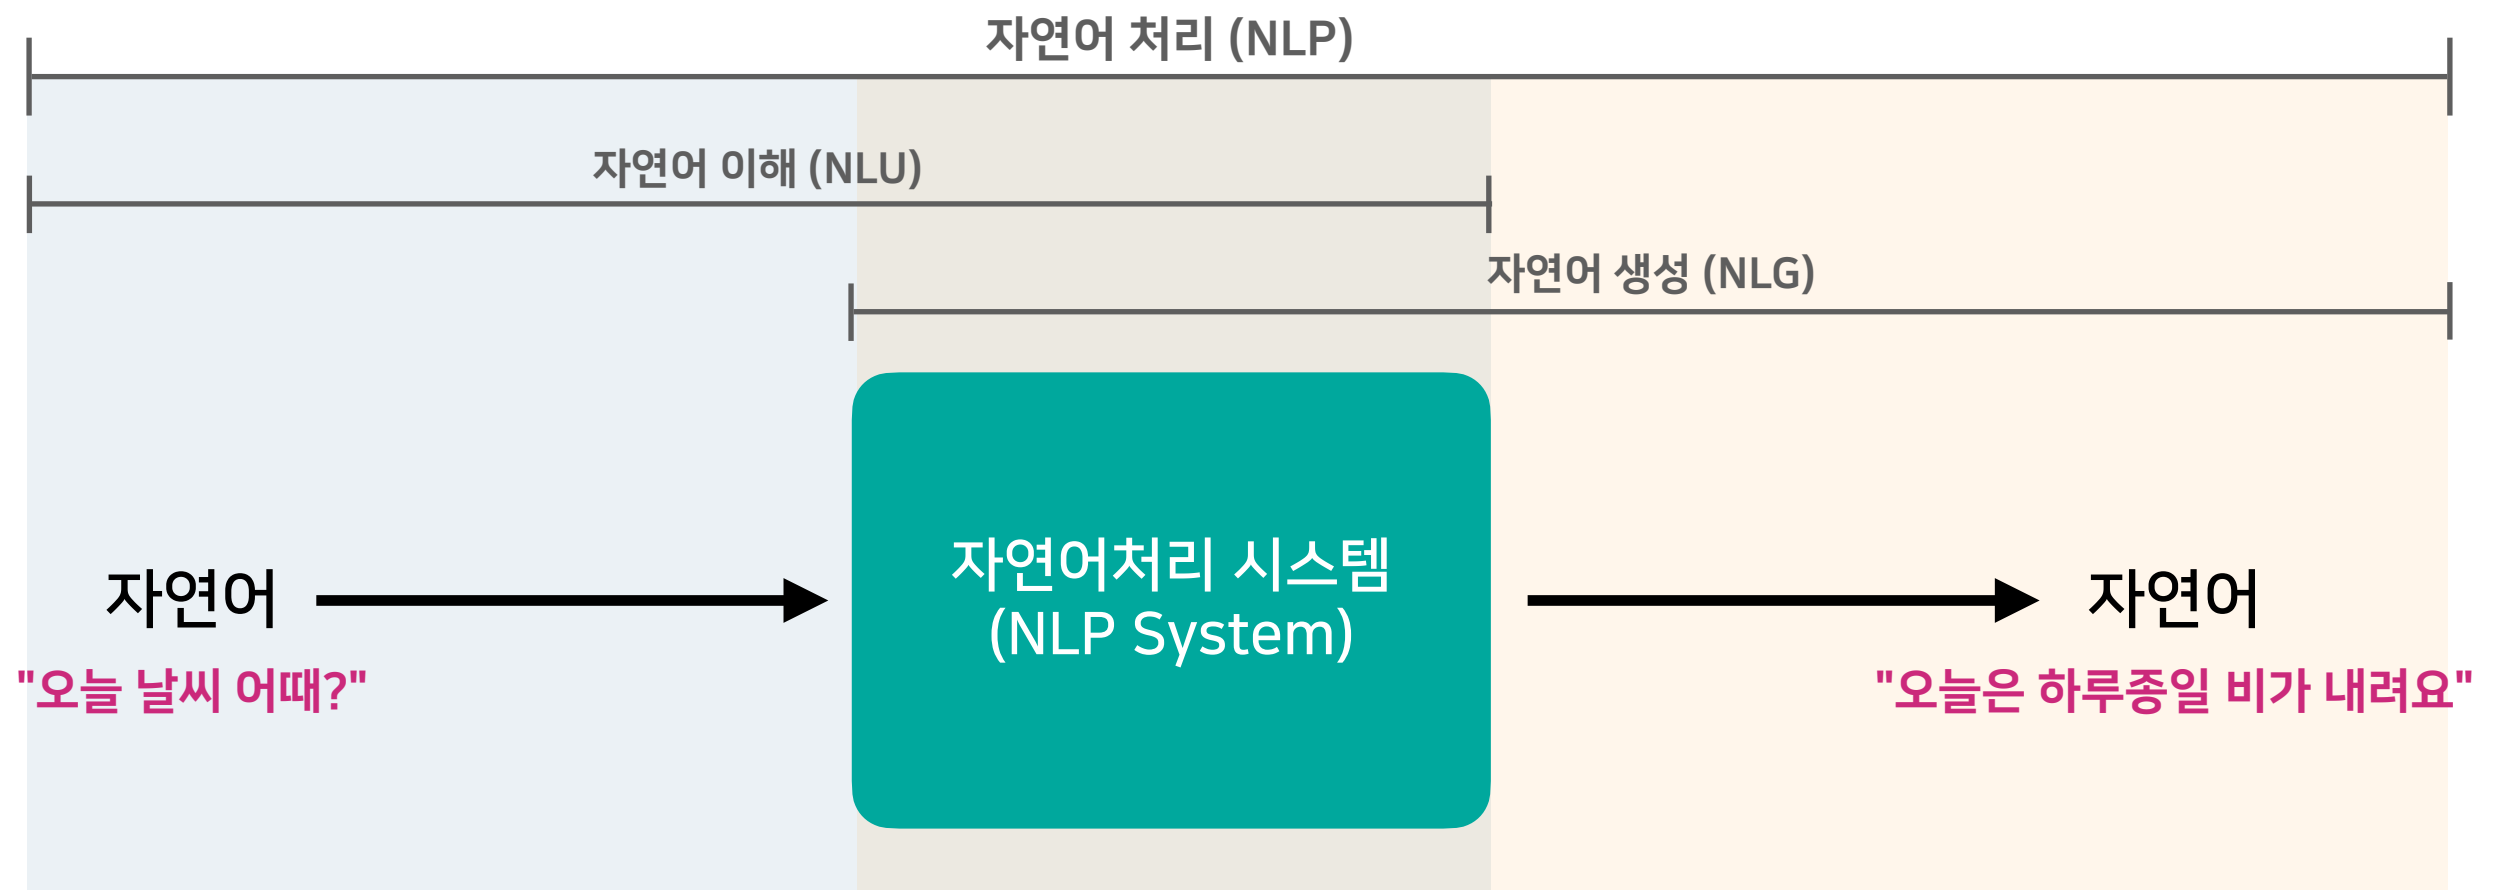 자연어 처리 (NLP)
자연어 이해 (NLU)
자연어 생성 (NLG)
자연어
"오늘 날씨 어때?"
자연어처리 시스템
(NLP System)
자연어
"오늘은 하루종일 비가 내려요"